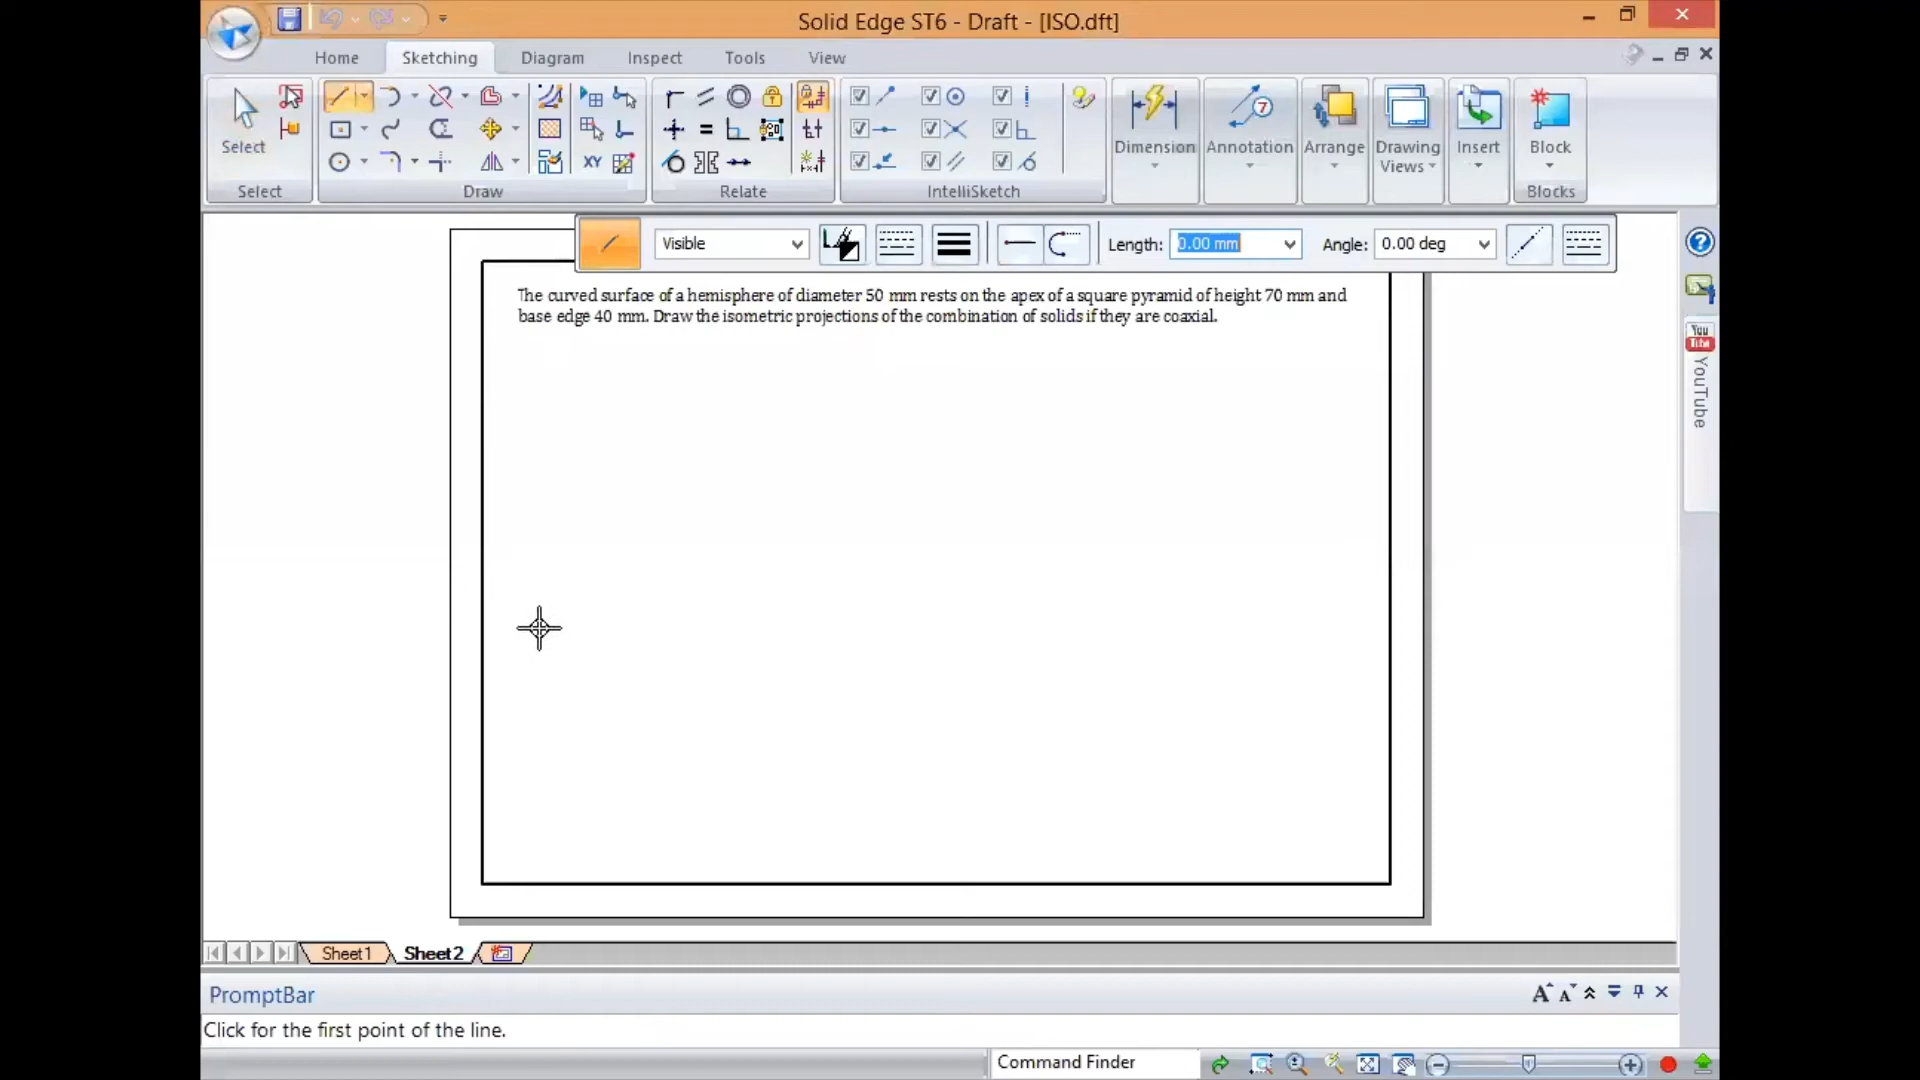 Solid Edge ST6 - Draft - [ISO.dft]
Home Sketching Diagram Inspect Tools View
Select
XY
7
Dimension
Annotation
Arrange
Drawing
Views
Insert
Block
Select Draw Relate IntelliSketch Blocks
Visible Length: 0.00 mm Angle: 0.00 deg
The curved surface of a hemisphere of diameter 50 mm rests on the apex of a square pyramid of height 70 mm and
base edge 40 mm. Draw the isometric projections of the combination of solids if they are coaxial.
You
Tube
YouTube
Sheet1 Sheet2
PromptBar
Click for the first point of the line.
Command Finder